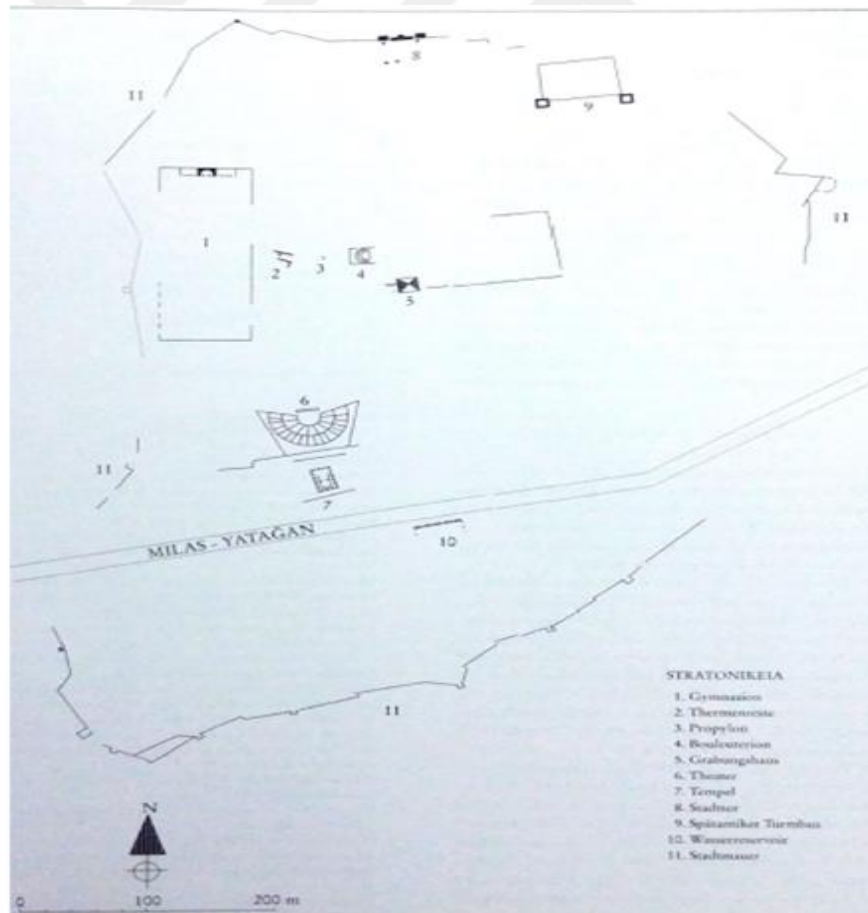 8
11
9
11
1
2
3
4
5
6
11
7
MILAS - YATAĞAN
10
11
STRATONIKEIA
1. Gymnasion
2. Thermenreste
3. Propylon
4. Bouleuterion
5. Grabungshaus
6. Theater
7. Tempel
8. Stadttor
9. Spätantiker Turmbau
10. Wasserreservoir
11. Stadtmauer
N
0 100 200 m